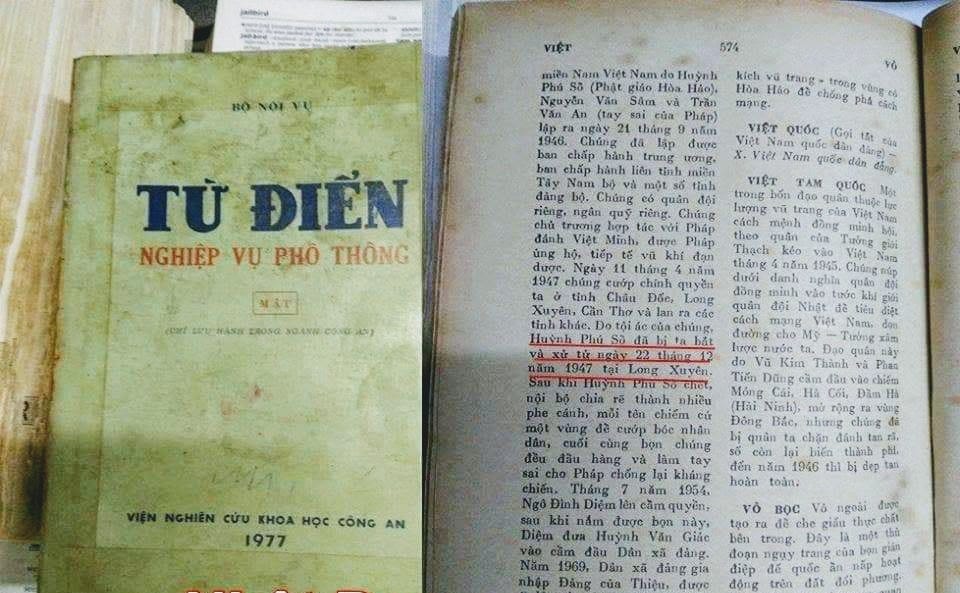 jailbird
BỘ NỘI VỤ
TỪ ĐIỂN
NGHIỆP VỤ PHỔ THÔNG
MẬT
(CHỈ LƯU HÀNH TRONG NGÀNH CÔNG AN)
VIỆN NGHIÊN CỨU KHOA HỌC CÔNG AN
1977
VIỆT
574
VỎ
miền Nam Việt Nam do Huỳnh
Phú Sổ (Phật giáo Hòa Hảo),
Nguyễn Văn Sâm và Trần
Văn An (tay sai của Pháp)
lập ra ngày 21 tháng 9 năm
1946. Chúng đã lập được
ban chấp hành trung ương,
ban chấp hành liên tỉnh miền
Tây Nam bộ và một số tỉnh
đảng bộ. Chúng có quân đội
riêng, ngân quỹ riêng. Chúng
chủ trương hợp tác với Pháp
đánh Việt Minh, được Pháp
ủng hộ, tiếp tế vũ khí đạn
dược. Ngày 11 tháng 4 năm
1947 chúng cướp chính quyền
ta ở tỉnh Châu Đốc, Long
Xuyên, Cần Thơ và lan ra các
tỉnh khác. Do tội ác của chúng,
Huỳnh Phú Sổ đã bị ta bắt
và xử tử ngày 22 tháng 12
năm 1947 tại Long Xuyên.
Sau khi Huỳnh Phú Sổ chết,
nội bộ chia rẽ thành nhiều
phe cánh, mỗi tên chiếm cứ
một vùng để cướp bóc nhân
dân, cuối cùng bọn chúng
đều đầu hàng và làm tay
sai cho Pháp chống lại kháng
chiến. Tháng 7 năm 1954,
Ngô Đình Diệm lên cầm quyền,
sau khi nắm được bọn này,
Diệm đưa Huỳnh Văn Giác
vào cầm đầu Dân xã đảng.
Năm 1969, Dân xã đảng gia
nhập Đảng của Thiệu, được
kích vũ trang » trong vùng có
Hòa Hảo để chống phá cách
mạng.
VIỆT QUỐC (Gọi tắt của
Việt Nam quốc dân đảng) —
X. Việt Nam quốc dân đảng.
VIỆT TAM QUỐC Một
trong bốn đạo quân thuộc lực
lượng vũ trang của Việt Nam
cách mệnh đồng minh hội,
theo quân của Tưởng giới
Thạch kéo vào Việt Nam
tháng 4 năm 1945. Chúng núp
dưới danh nghĩa quân đội
đồng minh vào tước khí giới
quân đội Nhật để tiêu diệt
cách mạng Việt Nam, dọn
đường cho Mỹ — Tưởng xâm
lược nước ta. Đạo quân này
do Vũ Kim Thành và Phan
Tiến Dũng cầm đầu vào chiếm
Móng Cái, Hà Cối, Đầm Hà
(Hải Ninh), mở rộng ra vùng
Đông Bắc, nhưng chúng đã
bị quân ta chặn đánh tan rã,
số còn lại biến thành phỉ,
đến năm 1946 thì bị dẹp tan
hoàn toàn.
VỎ BỌC Vỏ ngoài được
tạo ra để che giấu thực chất
bên trong. Đây là một thủ
đoạn ngụy trang của bọn gián
điệp để quốc ăn nấp hoạt
động trên đất đối phương.